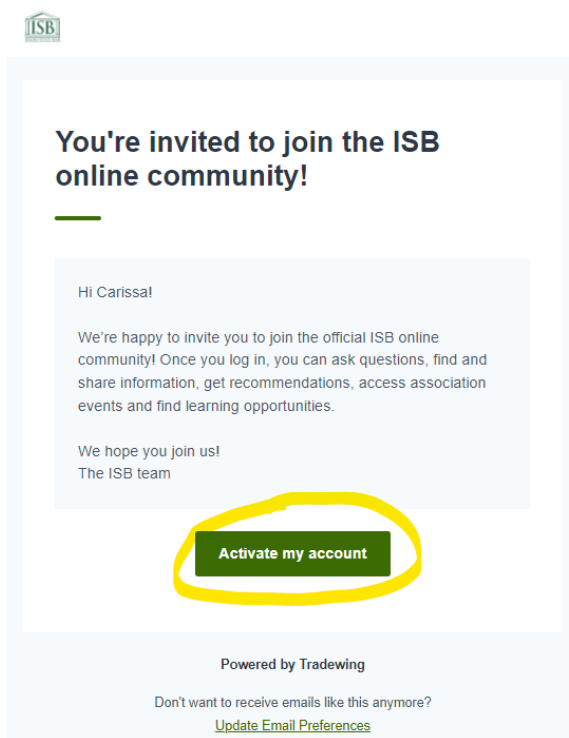 ISB
You're invited to join the ISB
online community!
Hi Carissa!
We're happy to invite you to join the official ISB online
community! Once you log in, you can ask questions, find and
share information, get recommendations, access association
events and find learning opportunities.
We hope you join us!
The ISB team
Activate my account
Powered by Tradewing
Don't want to receive emails like this anymore?
Update Email Preferences